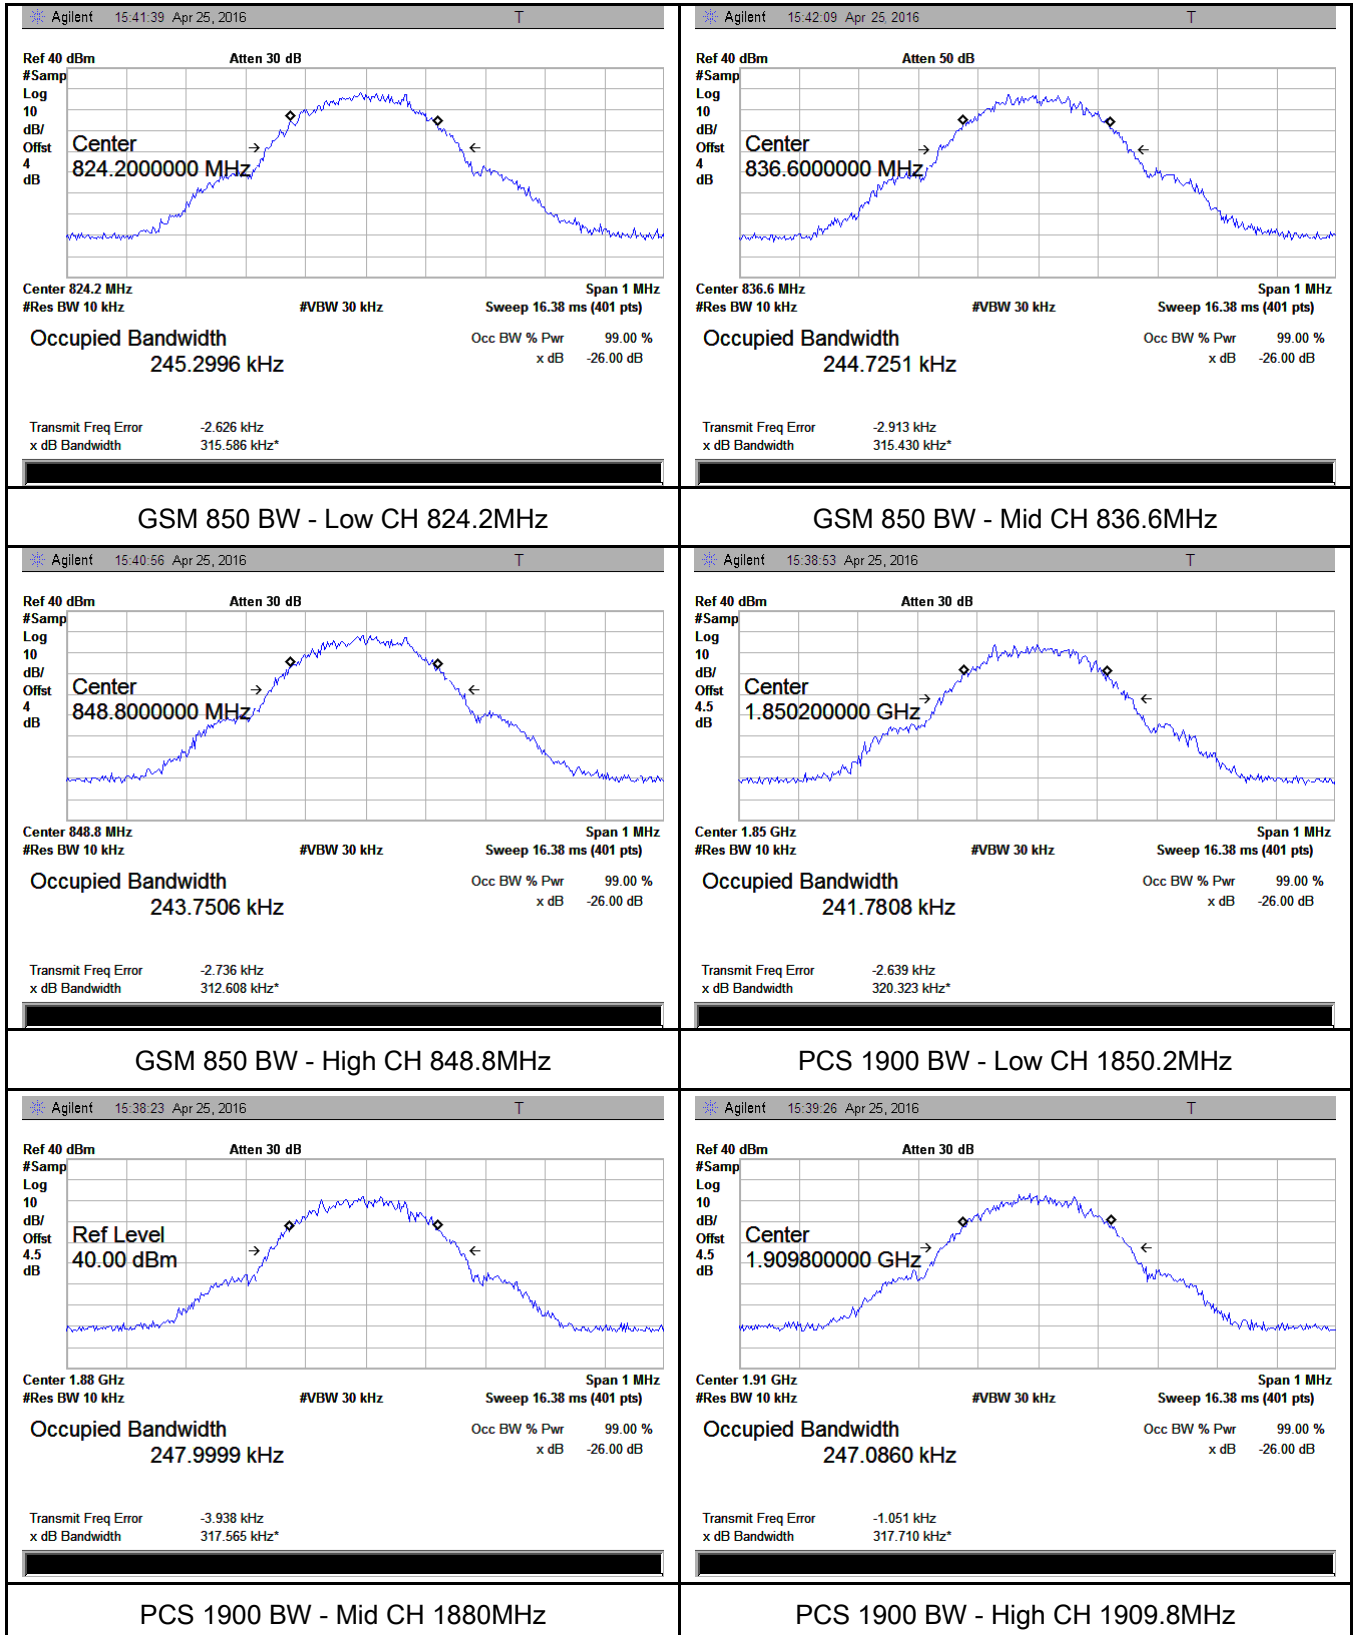 Agilent 15:41:39 Apr 25, 2016 T
Ref 40 dBm Atten 30 dB
#Samp
Log
10
dB/
Offst
4
dB
Center
824.2000000 MHz
Center 824.2 MHz Span 1 MHz
#Res BW 10 kHz #VBW 30 kHz Sweep 16.38 ms (401 pts)
Occupied Bandwidth Occ BW % Pwr 99.00 %
245.2996 kHz x dB -26.00 dB
Transmit Freq Error -2.626 kHz
x dB Bandwidth 315.586 kHz*
GSM 850 BW - Low CH 824.2MHz
Agilent 15:42:09 Apr 25, 2016 T
Ref 40 dBm Atten 50 dB
#Samp
Log
10
dB/
Offst
4
dB
Center
836.6000000 MHz
Center 836.6 MHz Span 1 MHz
#Res BW 10 kHz #VBW 30 kHz Sweep 16.38 ms (401 pts)
Occupied Bandwidth Occ BW % Pwr 99.00 %
244.7251 kHz x dB -26.00 dB
Transmit Freq Error -2.913 kHz
x dB Bandwidth 315.430 kHz*
GSM 850 BW - Mid CH 836.6MHz
Agilent 15:40:56 Apr 25, 2016 T
Ref 40 dBm Atten 30 dB
#Samp
Log
10
dB/
Offst
4
dB
Center
848.8000000 MHz
Center 848.8 MHz Span 1 MHz
#Res BW 10 kHz #VBW 30 kHz Sweep 16.38 ms (401 pts)
Occupied Bandwidth Occ BW % Pwr 99.00 %
243.7506 kHz x dB -26.00 dB
Transmit Freq Error -2.736 kHz
x dB Bandwidth 312.608 kHz*
GSM 850 BW - High CH 848.8MHz
Agilent 15:38:53 Apr 25, 2016 T
Ref 40 dBm Atten 30 dB
#Samp
Log
10
dB/
Offst
4.5
dB
Center
1.850200000 GHz
Center 1.85 GHz Span 1 MHz
#Res BW 10 kHz #VBW 30 kHz Sweep 16.38 ms (401 pts)
Occupied Bandwidth Occ BW % Pwr 99.00 %
241.7808 kHz x dB -26.00 dB
Transmit Freq Error -2.639 kHz
x dB Bandwidth 320.323 kHz*
PCS 1900 BW - Low CH 1850.2MHz
Agilent 15:38:23 Apr 25, 2016 T
Ref 40 dBm Atten 30 dB
#Samp
Log
10
dB/
Offst
4.5
dB
Ref Level
40.00 dBm
Center 1.88 GHz Span 1 MHz
#Res BW 10 kHz #VBW 30 kHz Sweep 16.38 ms (401 pts)
Occupied Bandwidth Occ BW % Pwr 99.00 %
247.9999 kHz x dB -26.00 dB
Transmit Freq Error -3.938 kHz
x dB Bandwidth 317.565 kHz*
PCS 1900 BW - Mid CH 1880MHz
Agilent 15:39:26 Apr 25, 2016 T
Ref 40 dBm Atten 30 dB
#Samp
Log
10
dB/
Offst
4.5
dB
Center
1.909800000 GHz
Center 1.91 GHz Span 1 MHz
#Res BW 10 kHz #VBW 30 kHz Sweep 16.38 ms (401 pts)
Occupied Bandwidth Occ BW % Pwr 99.00 %
247.0860 kHz x dB -26.00 dB
Transmit Freq Error -1.051 kHz
x dB Bandwidth 317.710 kHz*
PCS 1900 BW - High CH 1909.8MHz